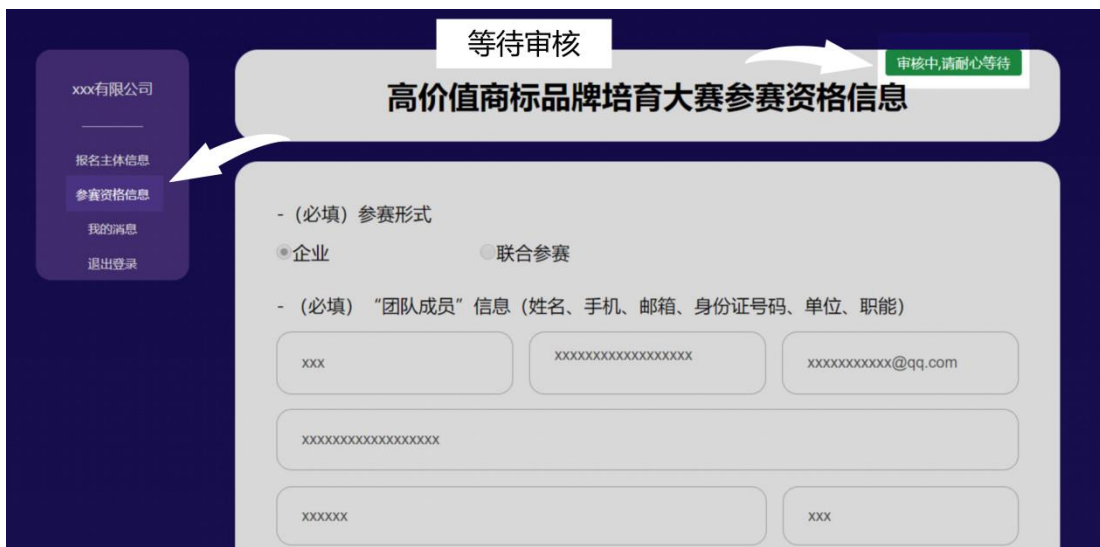 等待审核
审核中,请耐心等待
xxx有限公司
高价值商标品牌培育大赛参赛资格信息
报名主体信息
参赛资格信息
我的消息
退出登录
-（必填）参赛形式
企业 联合参赛
-（必填）“团队成员”信息（姓名、手机、邮箱、身份证号码、单位、职能）
xxx xxxxxxxxxxxxxxxxxx xxxxxxxxxxx@qq.com
xxxxxxxxxxxxxxxxxx
xxxxxx xxx